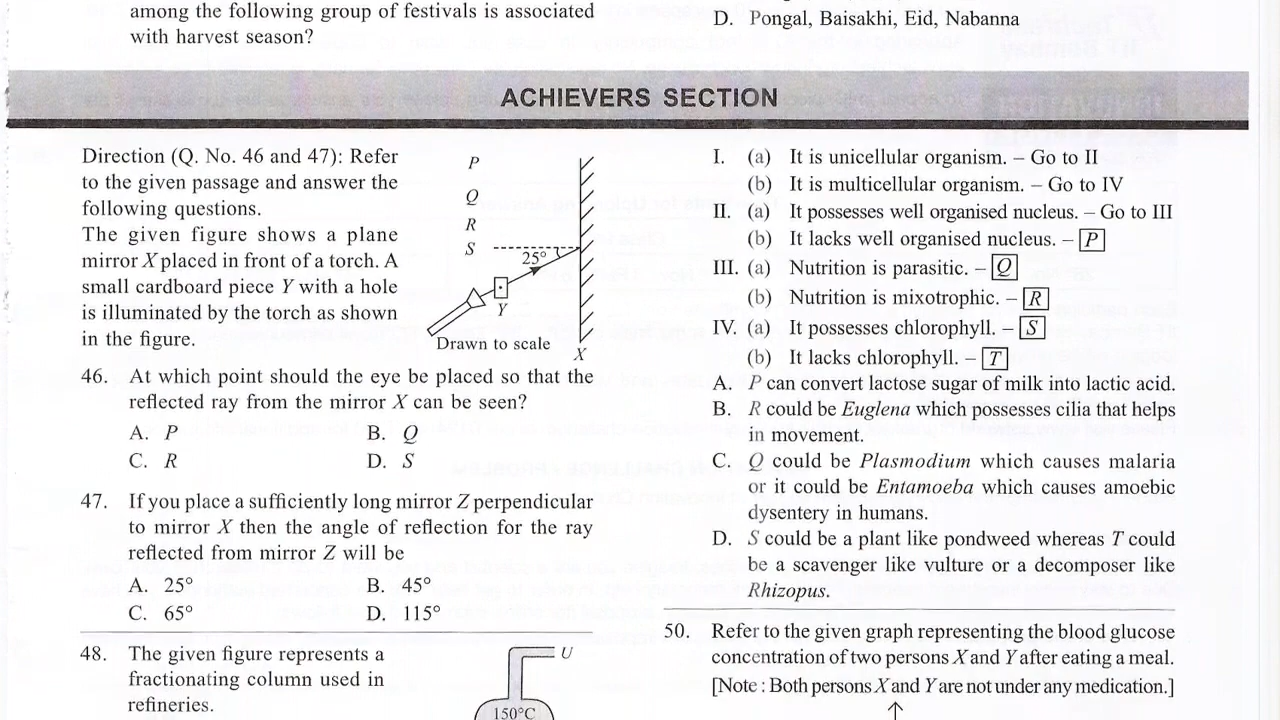 among the following group of festivals is associated
with harvest season?
D. Pongal, Baisakhi, Eid, Nabanna
ACHIEVERS SECTION
Direction (Q. No. 46 and 47): Refer
to the given passage and answer the
following questions.
The given figure shows a plane
mirror X placed in front of a torch. A
small cardboard piece Y with a hole
is illuminated by the torch as shown
in the figure.
P
Q
R
S
25°
Y
Drawn to scale
X
46. At which point should the eye be placed so that the
reflected ray from the mirror X can be seen?
A. P
B. Q
C. R
D. S
47. If you place a sufficiently long mirror Z perpendicular
to mirror X then the angle of reflection for the ray
reflected from mirror Z will be
A. 25°
B. 45°
C. 65°
D. 115°
48. The given figure represents a
fractionating column used in
refineries.
U
150°C
I. (a) It is unicellular organism. – Go to II
(b) It is multicellular organism. – Go to IV
II. (a) It possesses well organised nucleus. – Go to III
(b) It lacks well organised nucleus. – P
III. (a) Nutrition is parasitic. – Q
(b) Nutrition is mixotrophic. – R
IV. (a) It possesses chlorophyll. – S
(b) It lacks chlorophyll. – T
A. P can convert lactose sugar of milk into lactic acid.
B. R could be Euglena which possesses cilia that helps
in movement.
C. Q could be Plasmodium which causes malaria
or it could be Entamoeba which causes amoebic
dysentery in humans.
D. S could be a plant like pondweed whereas T could
be a scavenger like vulture or a decomposer like
Rhizopus.
50. Refer to the given graph representing the blood glucose
concentration of two persons X and Y after eating a meal.
[Note : Both persons X and Y are not under any medication.]